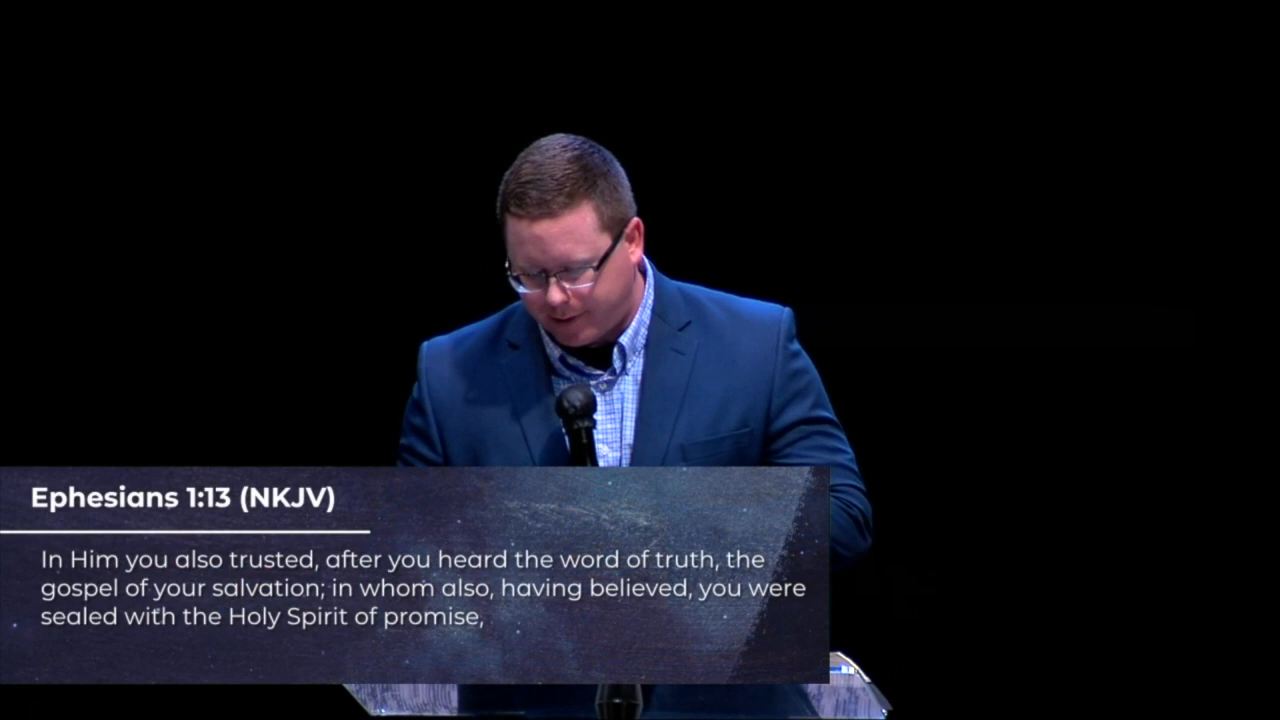 Ephesians 1:13 (NKJV)
In Him you also trusted, after you heard the word of truth, the
gospel of your salvation; in whom also, having believed, you were
sealed with the Holy Spirit of promise,